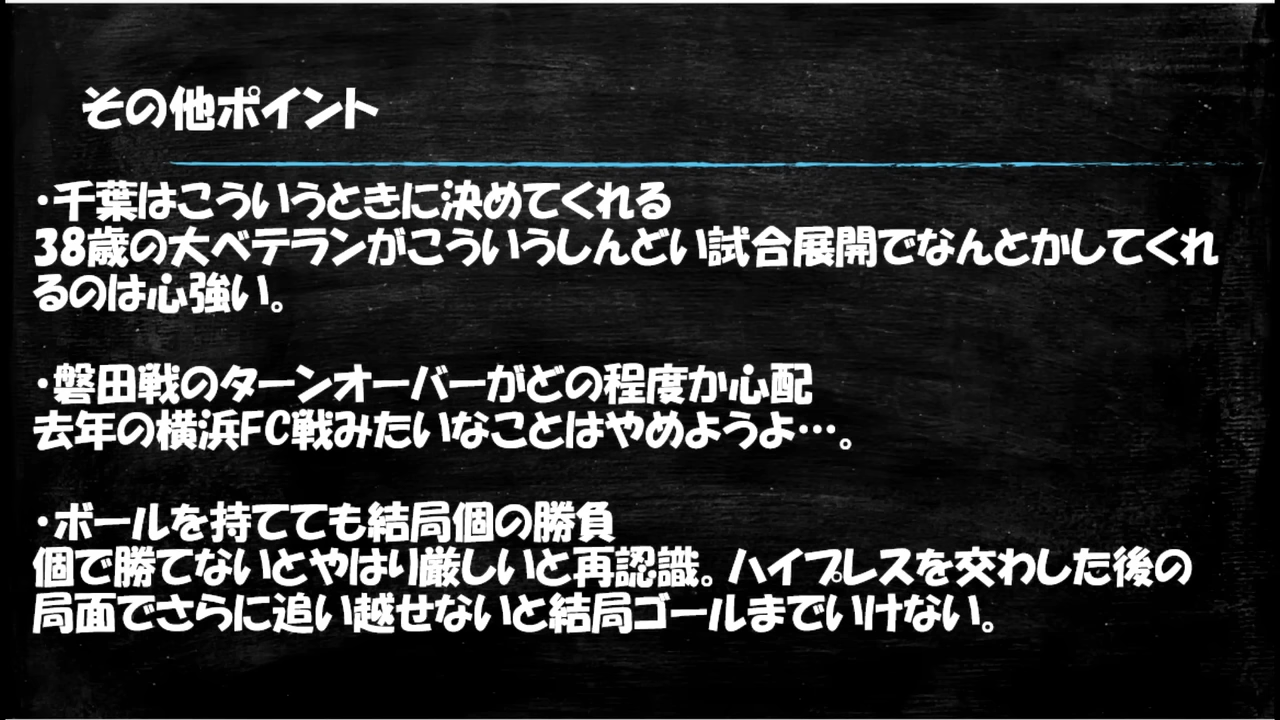 その他ポイント
・千葉はこういうときに決めてくれる
38歳の大ベテランがこういうしんどい試合展開でなんとかしてくれ
るのは心強い。
・磐田戦のターンオーバーがどの程度か心配
去年の横浜FC戦みたいなことはやめようよ…。
・ボールを持てても結局個の勝負
個で勝てないとやはり厳しいと再認識。ハイプレスを交わした後の
局面でさらに追い越せないと結局ゴールまでいけない。